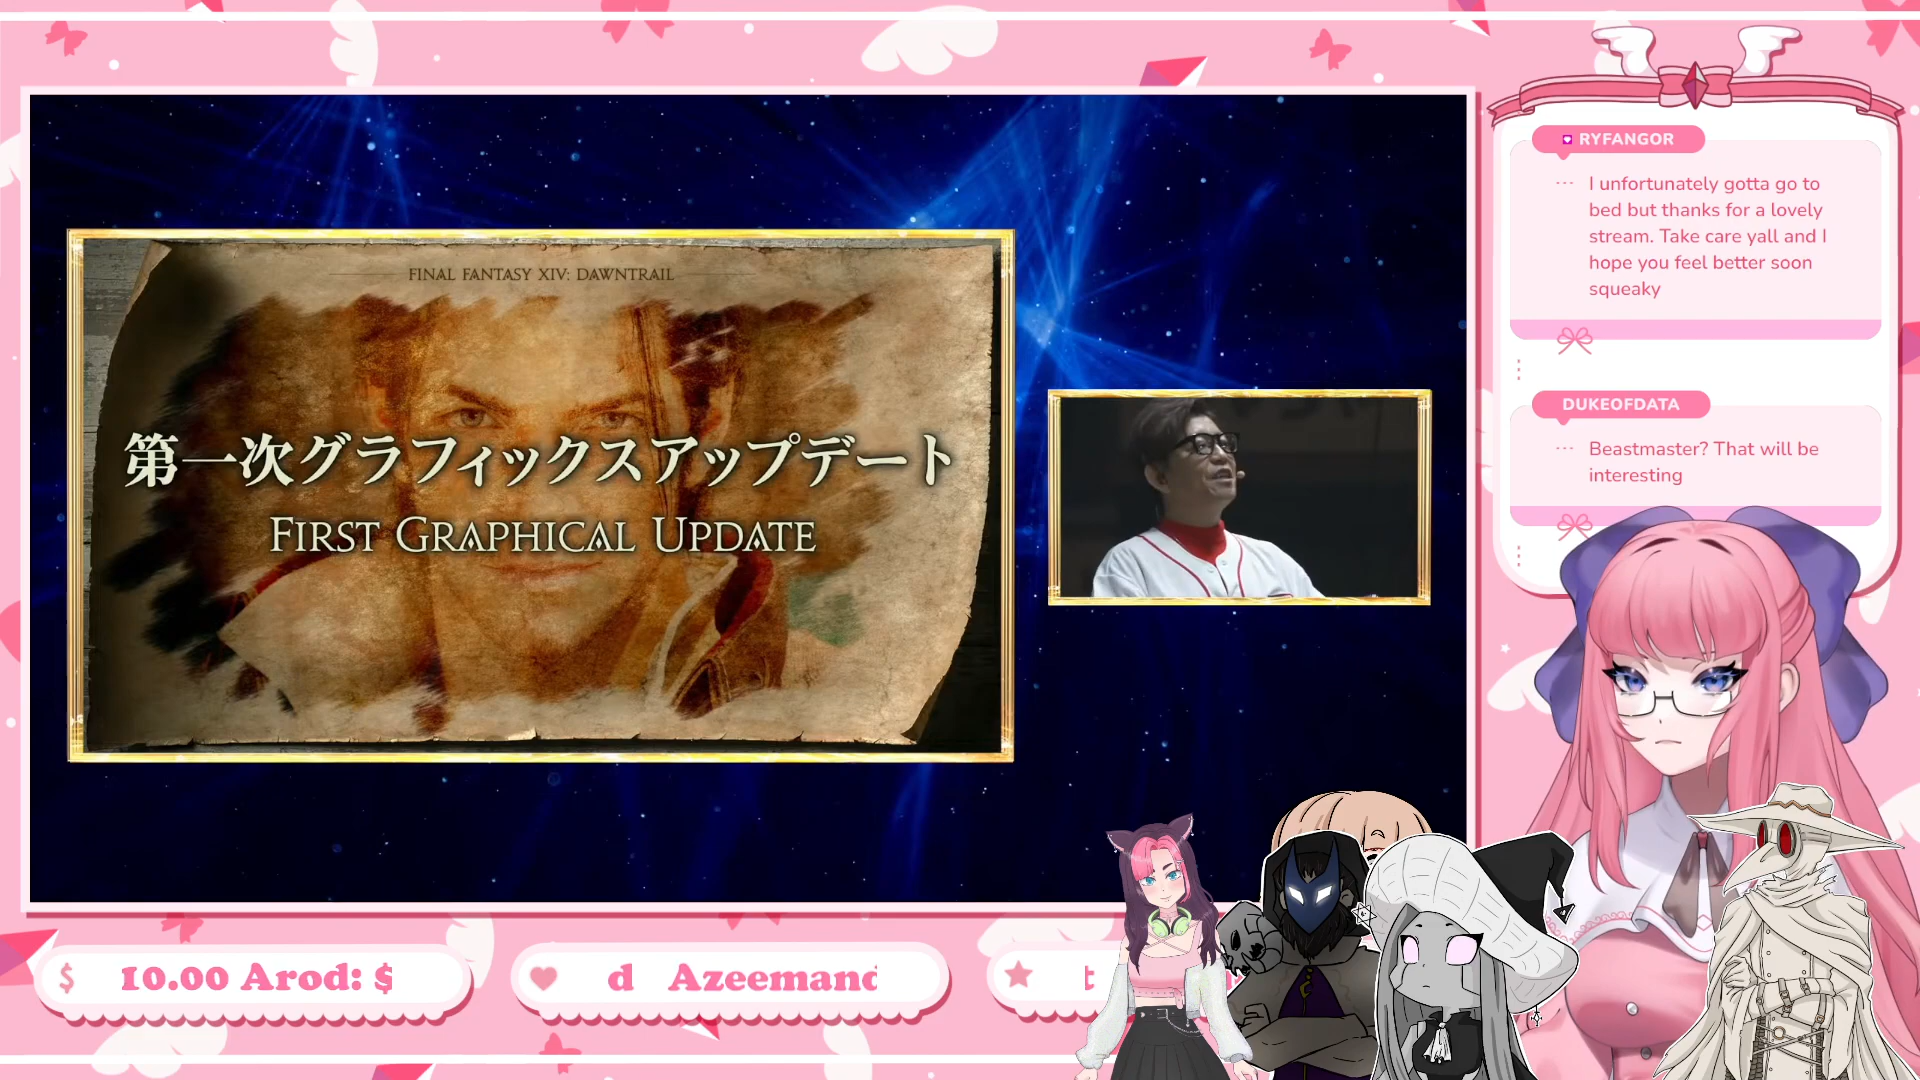 FINAL FANTASY XIV: DAWNTRAIL
第一次グラフィックスアップデート
FIRST GRAPHICAL UPDATE
RYFANGOR
I unfortunately gotta go to
bed but thanks for a lovely
stream. Take care yall and I
hope you feel better soon
squeaky
DUKEOFDATA
Beastmaster? That will be
interesting
$ 10.00 Arod: $
d Azeemand
t